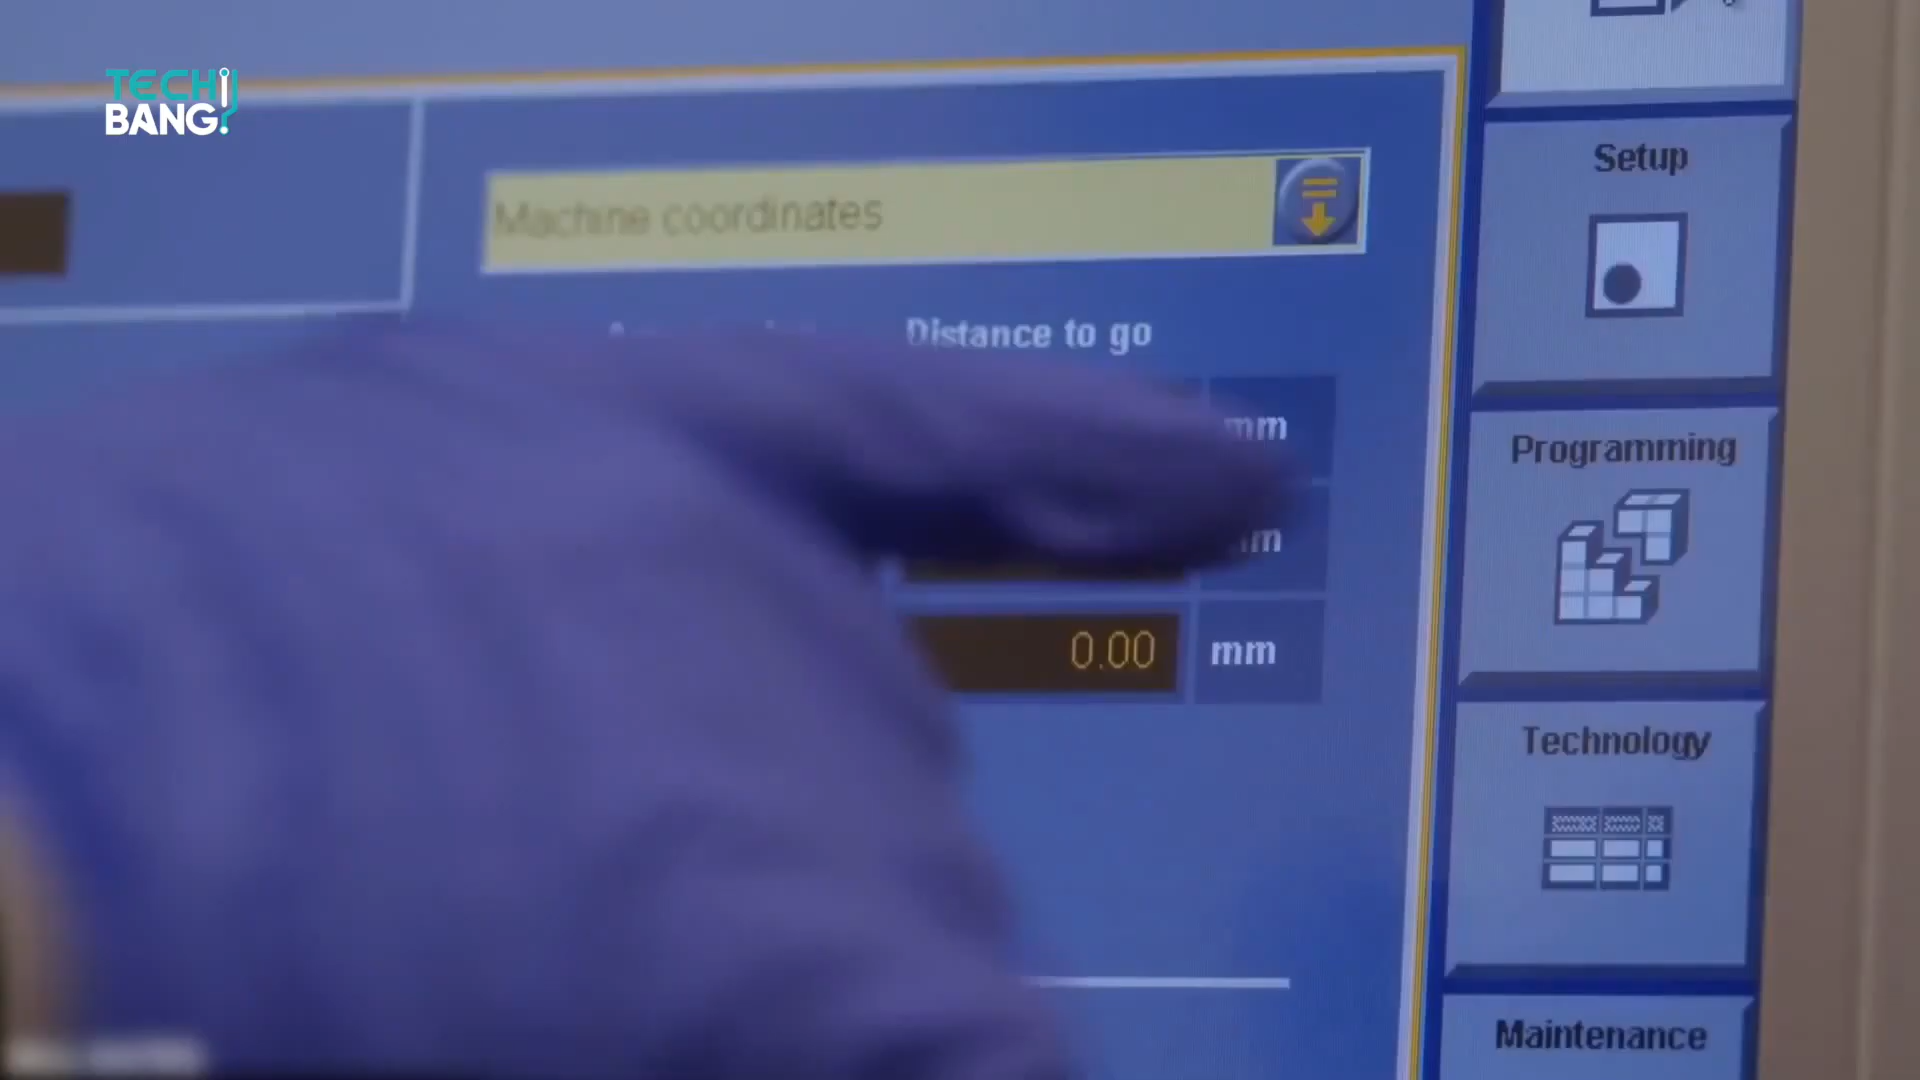 TECH
BANG!
Machine coordinates
Distance to go
mm
0.00
mm
Setup
Programming
Technology
Maintenance